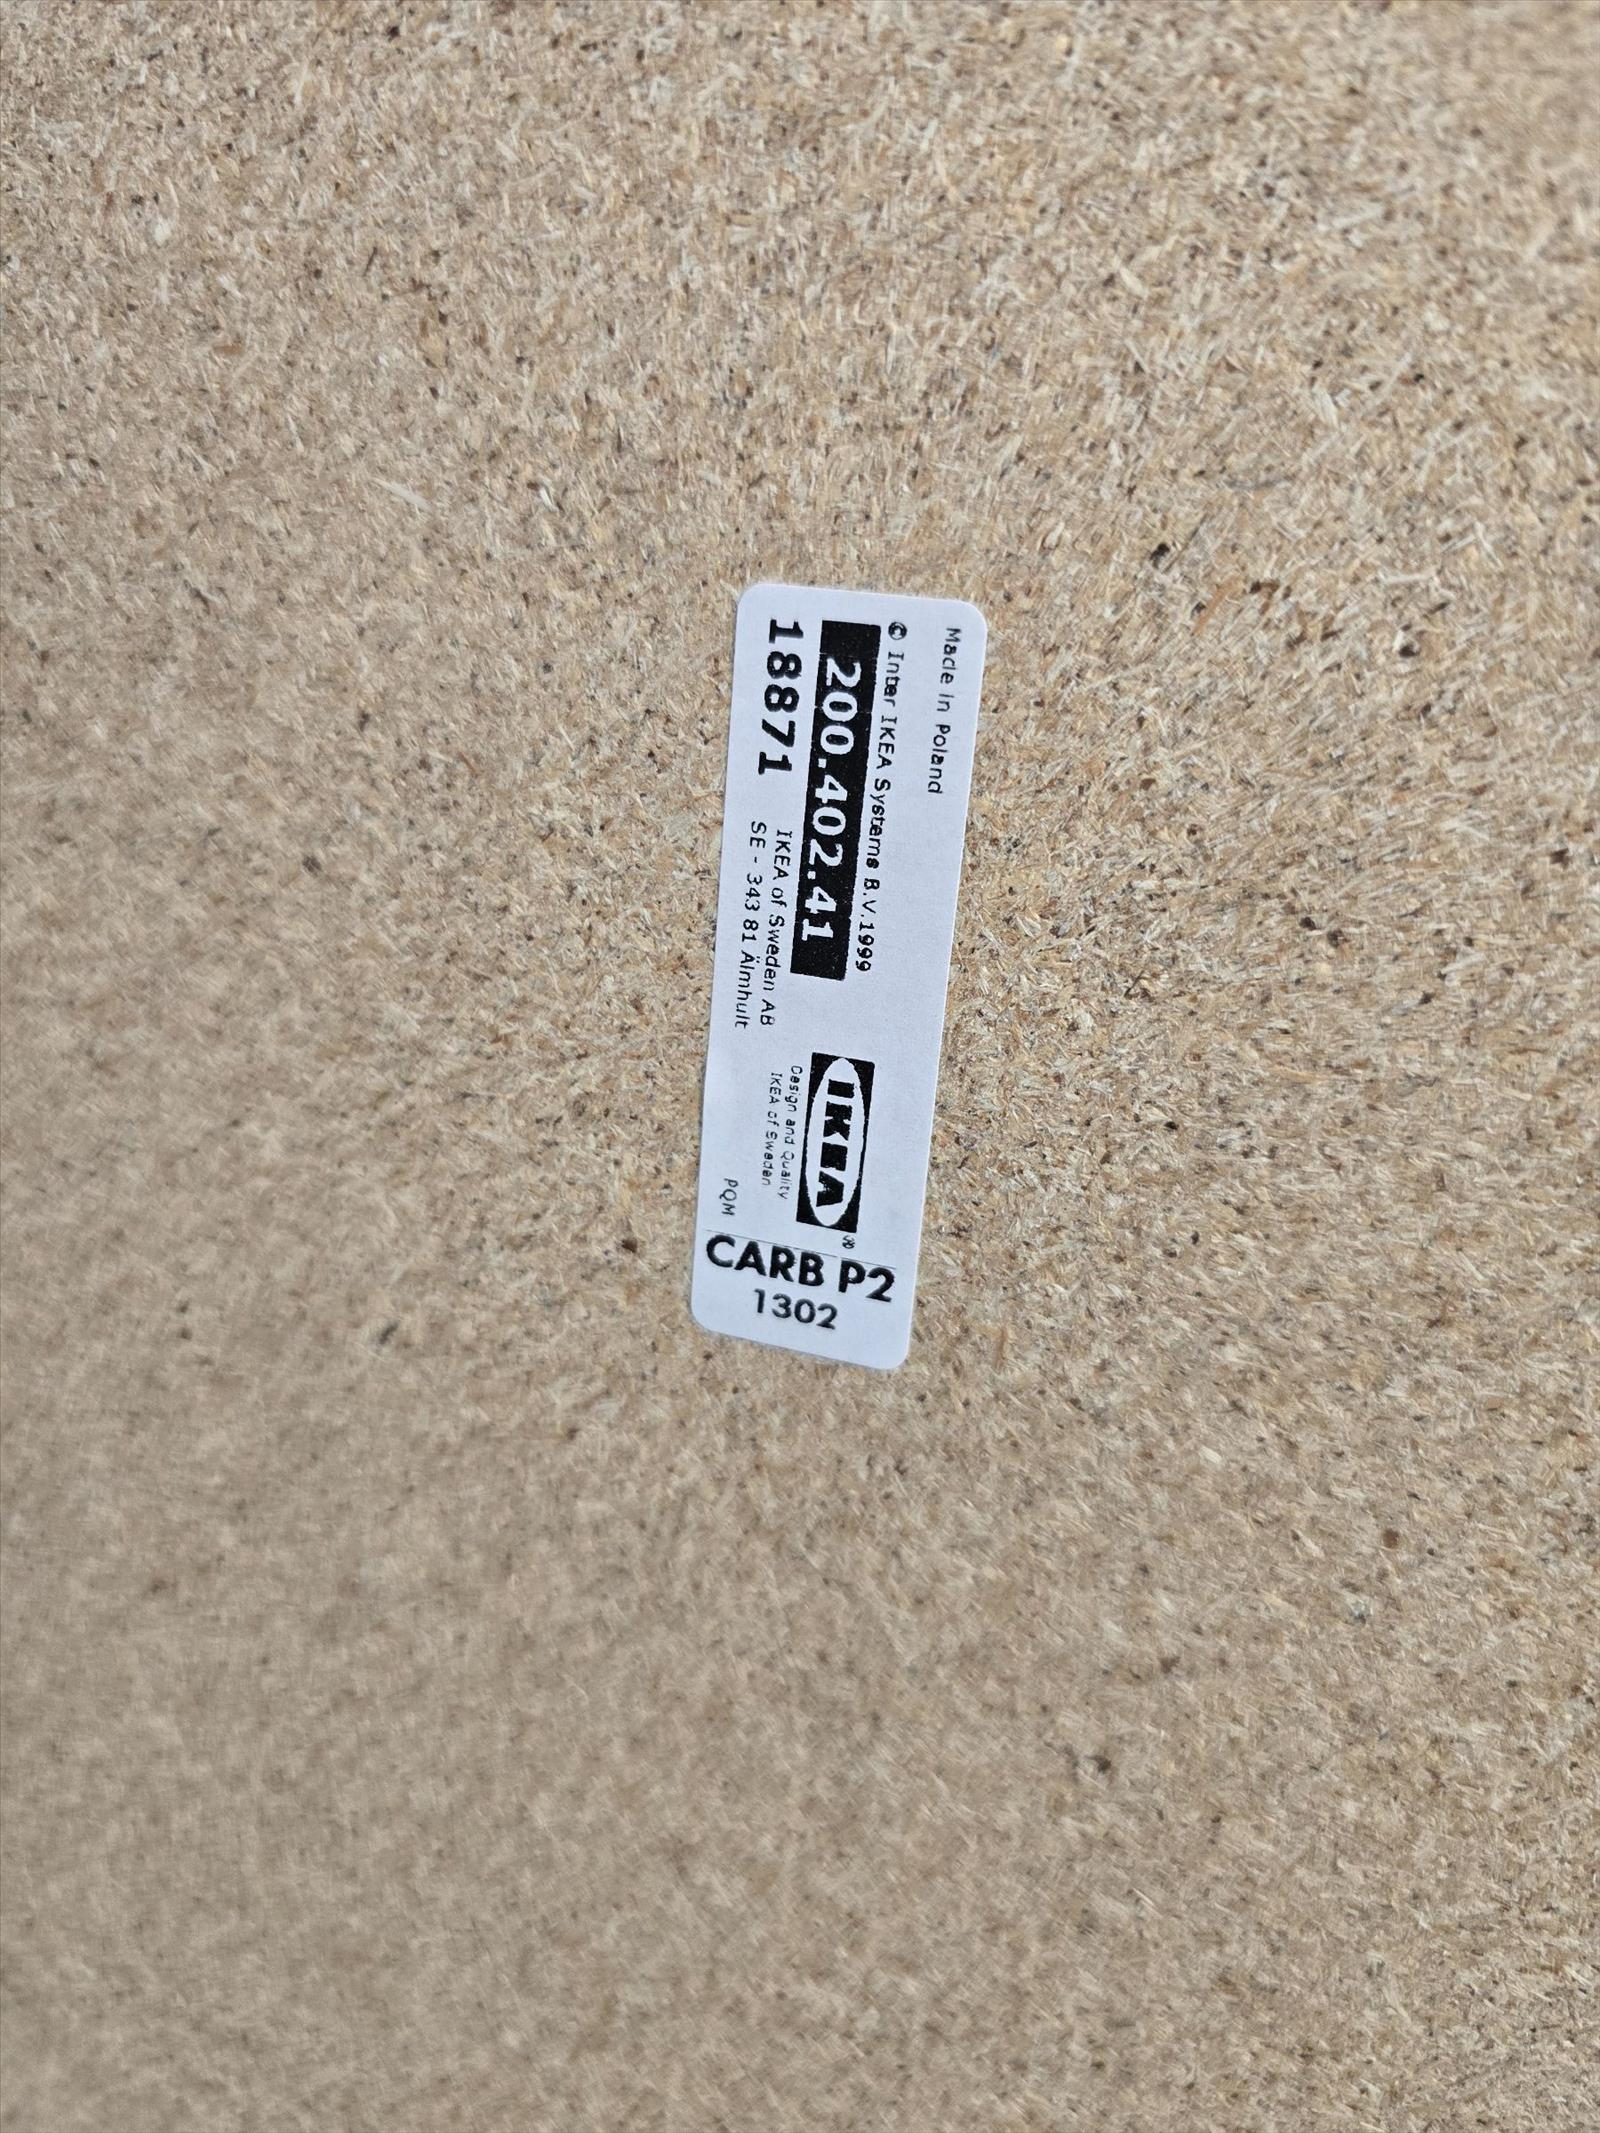 Made in Poland
© Inter IKEA Systems B.V. 1999
200.402.41
18871
IKEA of Sweden AB
SE - 343 81 Älmhult
IKEA®
Design and Quality
IKEA of Sweden
PQM
CARB P2
1302